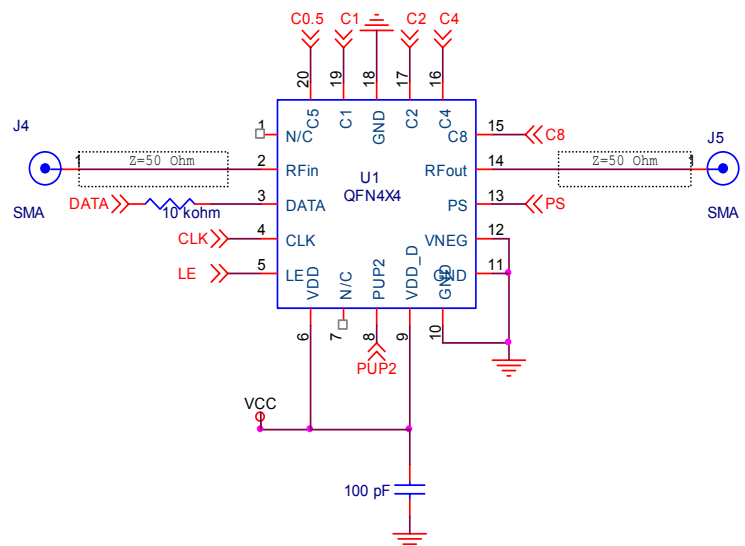 C0.5 C1 C2 C4
20 19 18 17 16
C5 C1 GND C2 C4
1 N/C C8 15 C8
J4 J5
1 Z=50 Ohm 2 RFin RFout 14 Z=50 Ohm 1
U1
QFN4X4
SMA SMA
DATA 10 kohm 3 DATA PS 13 PS
CLK 4 CLK VNEG 12
LE 5 LE GND 11
VDD N/C PUP2 VDD_D GND
6 7 8 9 10
PUP2
VCC
100 pF